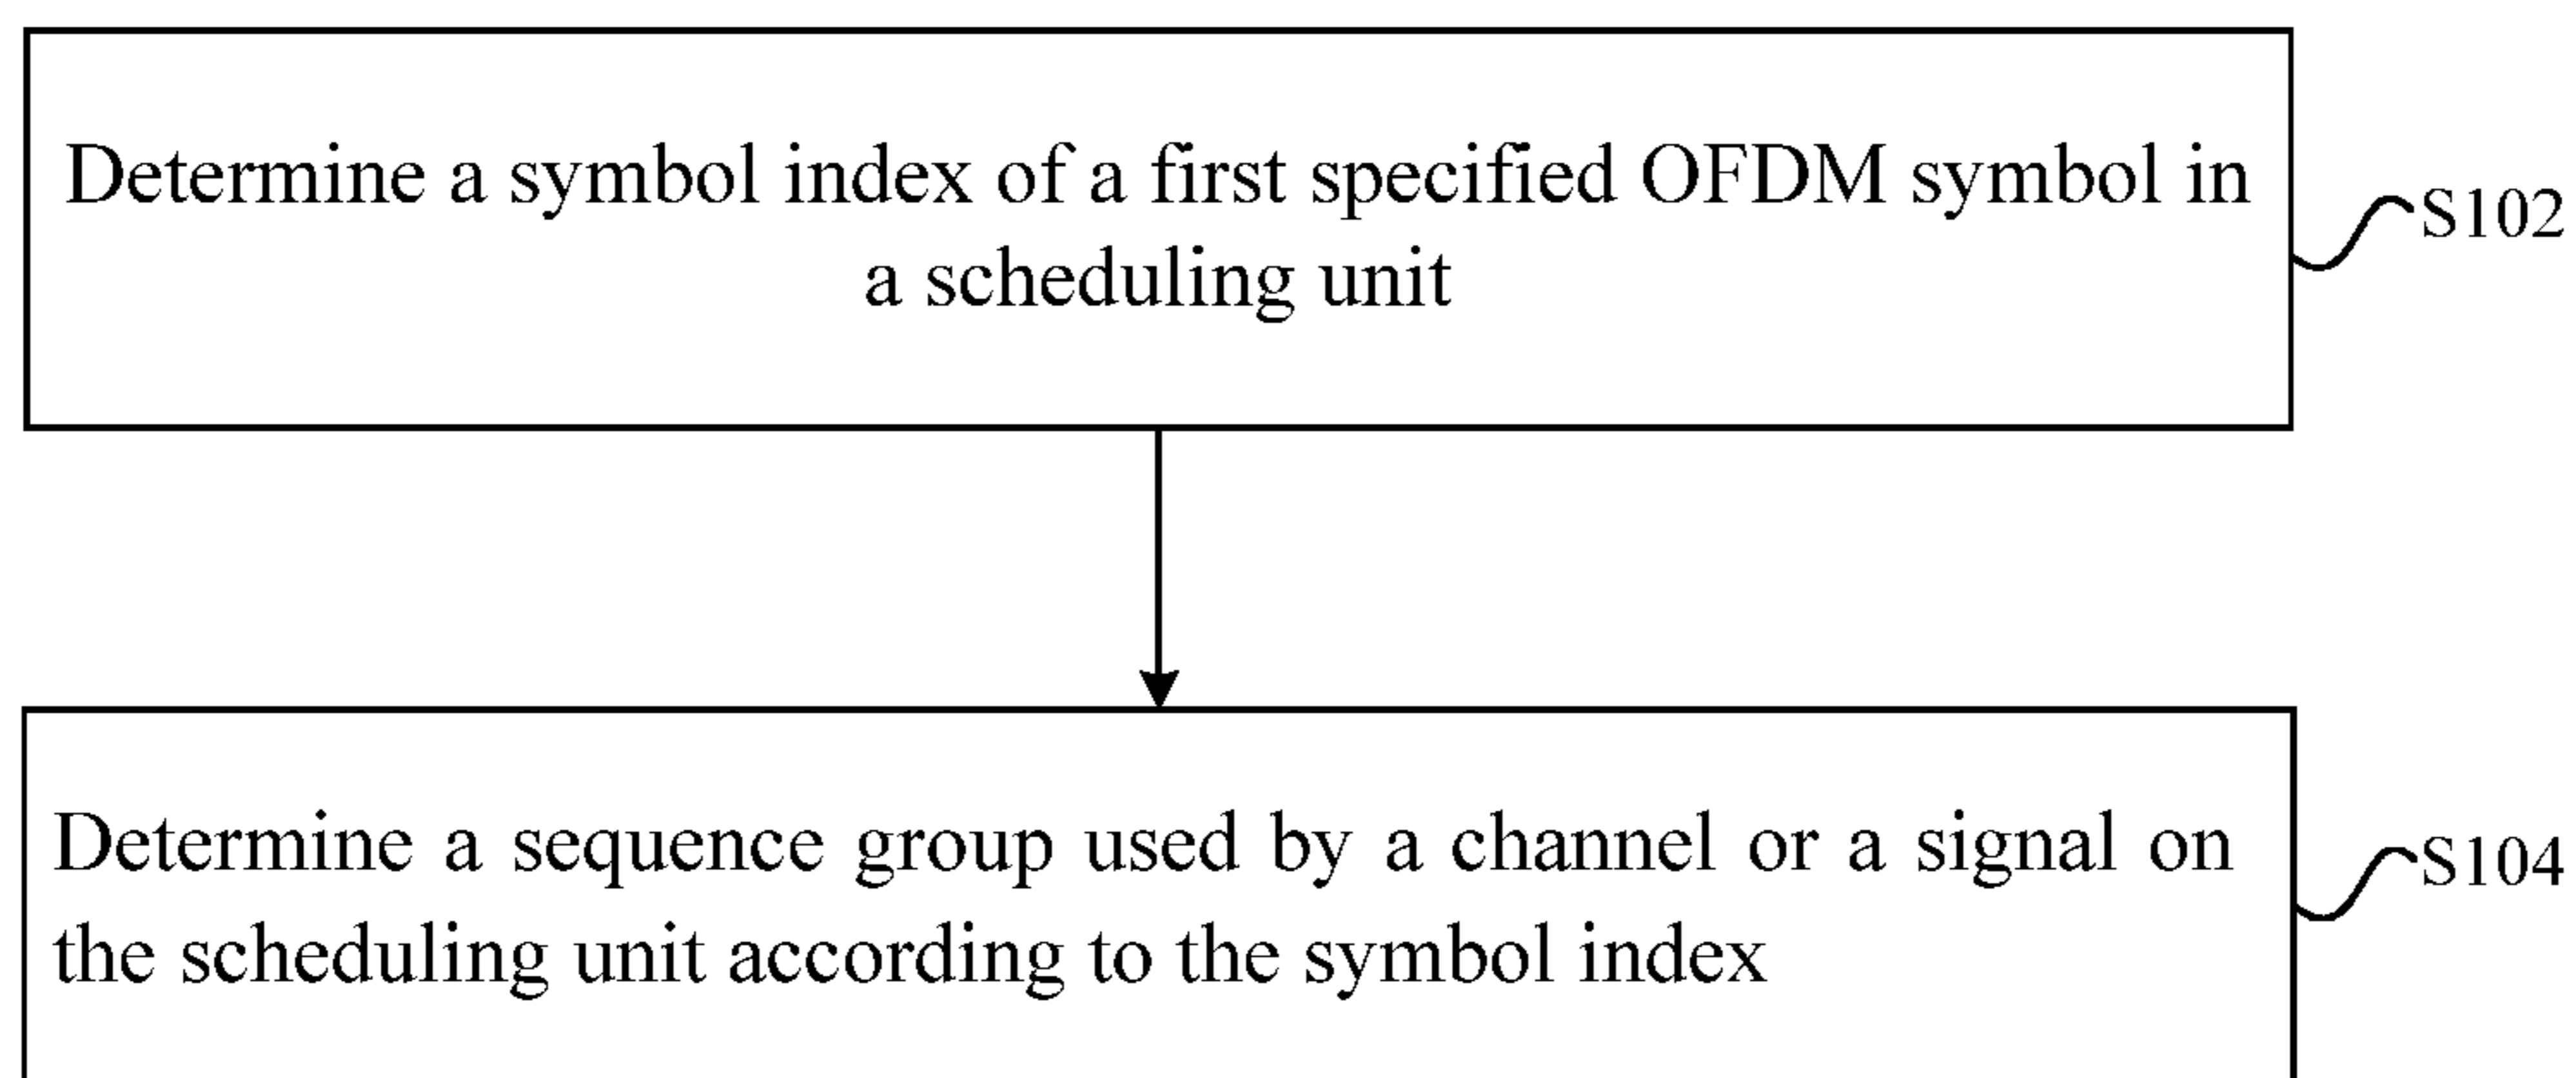 Determine a symbol index of a first specified OFDM symbol in
a scheduling unit
S102
Determine a sequence group used by a channel or a signal on
the scheduling unit according to the symbol index
S104